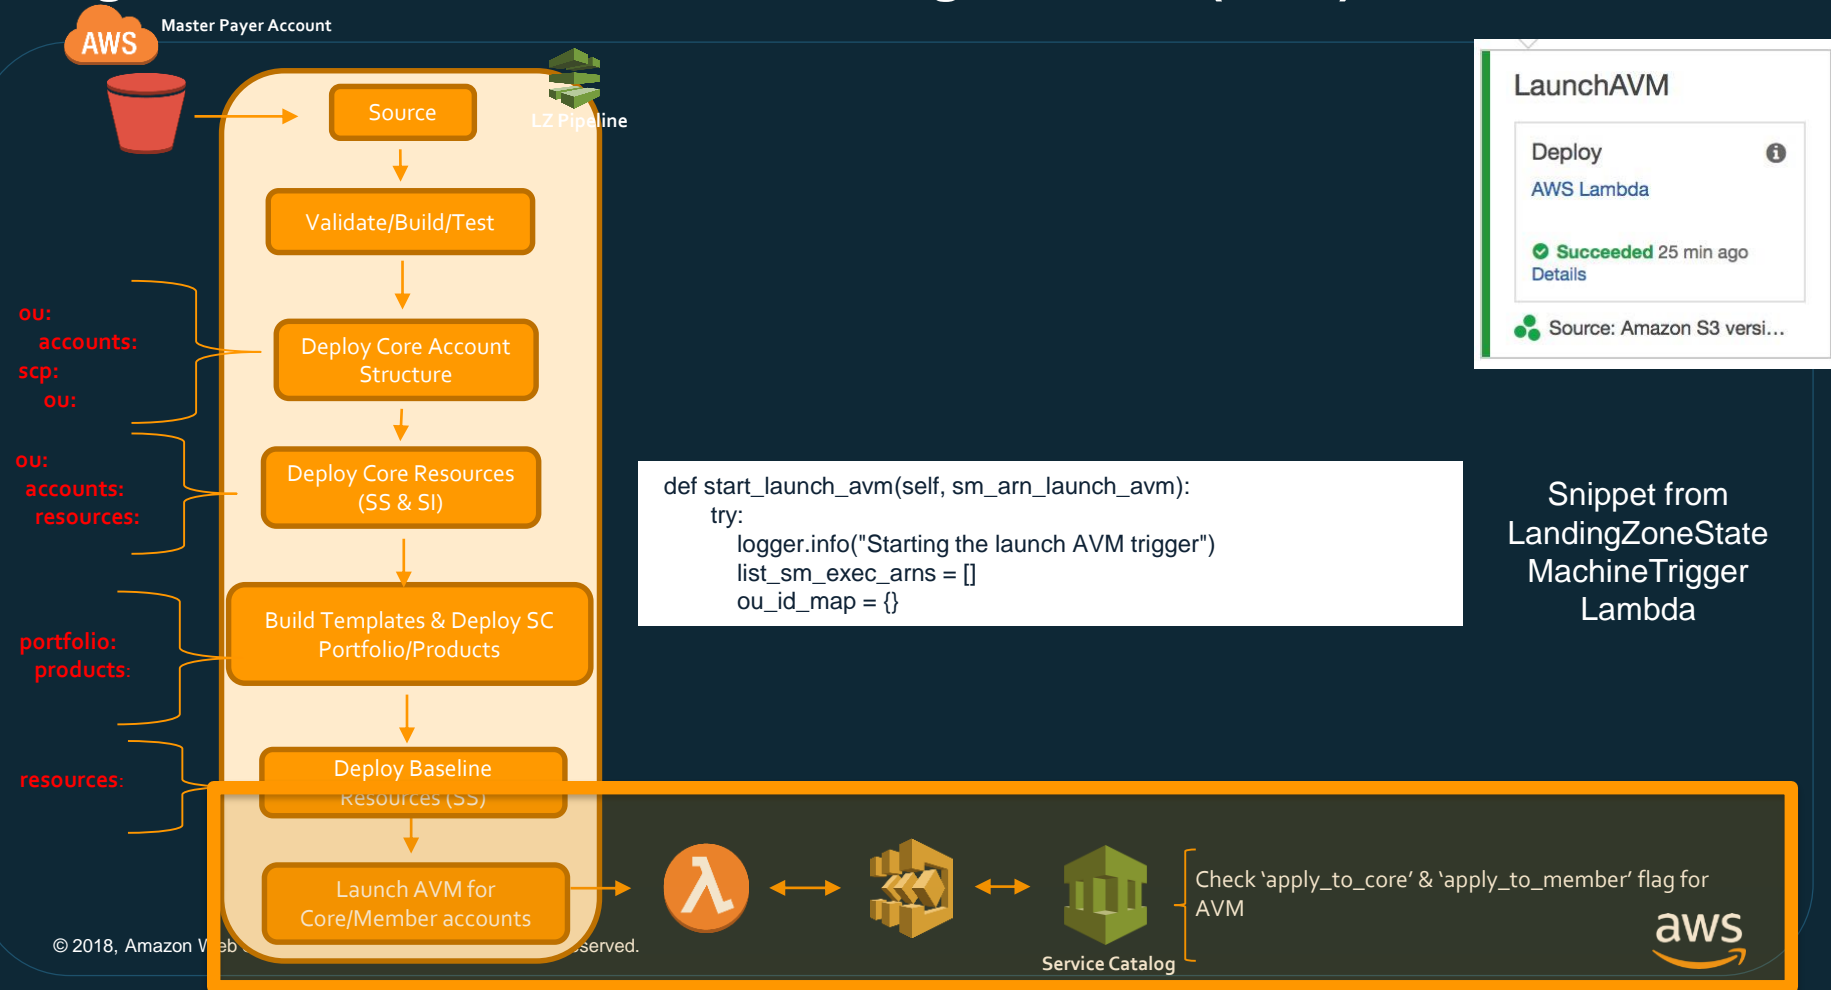 AWS
Master Payer Account
LZ Pipeline
Source
Validate/Build/Test
Deploy Core Account
Structure
Deploy Core Resources
(SS & SI)
Build Templates & Deploy SC
Portfolio/Products
Deploy Baseline
Resources (SS)
Launch AVM for
Core/Member accounts
ou:
accounts:
scp:
ou:
ou:
accounts:
resources:
portfolio:
products:
resources:
def start_launch_avm(self, sm_arn_launch_avm):
try:
logger.info("Starting the launch AVM trigger")
list_sm_exec_arns = []
ou_id_map = {}
LaunchAVM
Deploy
AWS Lambda
Succeeded 25 min ago
Details
Source: Amazon S3 versi...
Snippet from
LandingZoneState
MachineTrigger
Lambda
Service Catalog
Check ‘apply_to_core’ & ‘apply_to_member’ flag for
AVM
aws
© 2018, Amazon Web served.